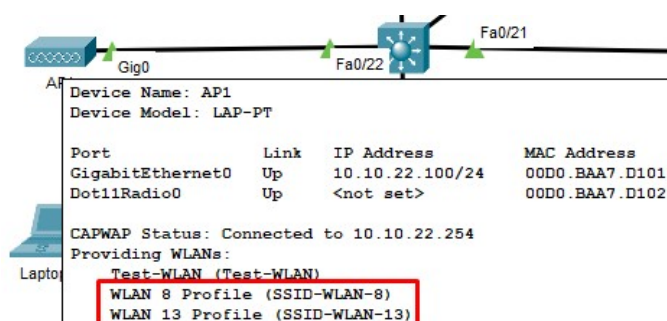 Fa0/21
Gig0
Fa0/22
Device Name: AP1
Device Model: LAP-PT
Port Link IP Address MAC Address
GigabitEthernet0 Up 10.10.22.100/24 00D0.BAA7.D101
Dot11Radio0 Up <not set> 00D0.BAA7.D102
CAPWAP Status: Connected to 10.10.22.254
Providing WLANs:
Test-WLAN (Test-WLAN)
WLAN 8 Profile (SSID-WLAN-8)
WLAN 13 Profile (SSID-WLAN-13)